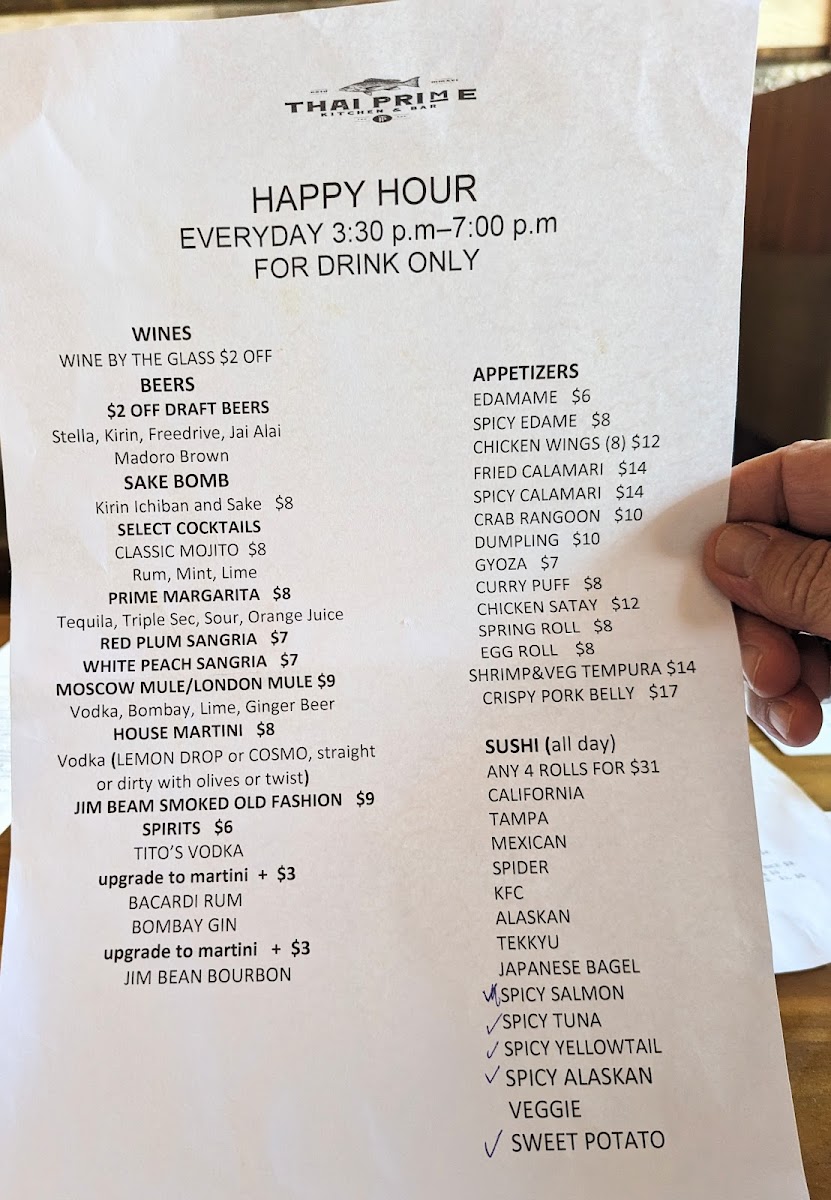 THAI PRIME
KITCHEN & BAR
HAPPY HOUR
EVERYDAY 3:30 p.m–7:00 p.m
FOR DRINK ONLY
WINES
WINE BY THE GLASS $2 OFF
BEERS
$2 OFF DRAFT BEERS
Stella, Kirin, Freedrive, Jai Alai
Madoro Brown
SAKE BOMB
Kirin Ichiban and Sake $8
SELECT COCKTAILS
CLASSIC MOJITO $8
Rum, Mint, Lime
PRIME MARGARITA $8
Tequila, Triple Sec, Sour, Orange Juice
RED PLUM SANGRIA $7
WHITE PEACH SANGRIA $7
MOSCOW MULE/LONDON MULE $9
Vodka, Bombay, Lime, Ginger Beer
HOUSE MARTINI $8
Vodka (LEMON DROP or COSMO, straight
or dirty with olives or twist)
JIM BEAM SMOKED OLD FASHION $9
SPIRITS $6
TITO'S VODKA
upgrade to martini + $3
BACARDI RUM
BOMBAY GIN
upgrade to martini + $3
JIM BEAN BOURBON
APPETIZERS
EDAMAME $6
SPICY EDAME $8
CHICKEN WINGS (8) $12
FRIED CALAMARI $14
SPICY CALAMARI $14
CRAB RANGOON $10
DUMPLING $10
GYOZA $7
CURRY PUFF $8
CHICKEN SATAY $12
SPRING ROLL $8
EGG ROLL $8
SHRIMP&VEG TEMPURA $14
CRISPY PORK BELLY $17
SUSHI (all day)
ANY 4 ROLLS FOR $31
CALIFORNIA
TAMPA
MEXICAN
SPIDER
KFC
ALASKAN
TEKKYU
JAPANESE BAGEL
SPICY SALMON
SPICY TUNA
SPICY YELLOWTAIL
SPICY ALASKAN
VEGGIE
SWEET POTATO